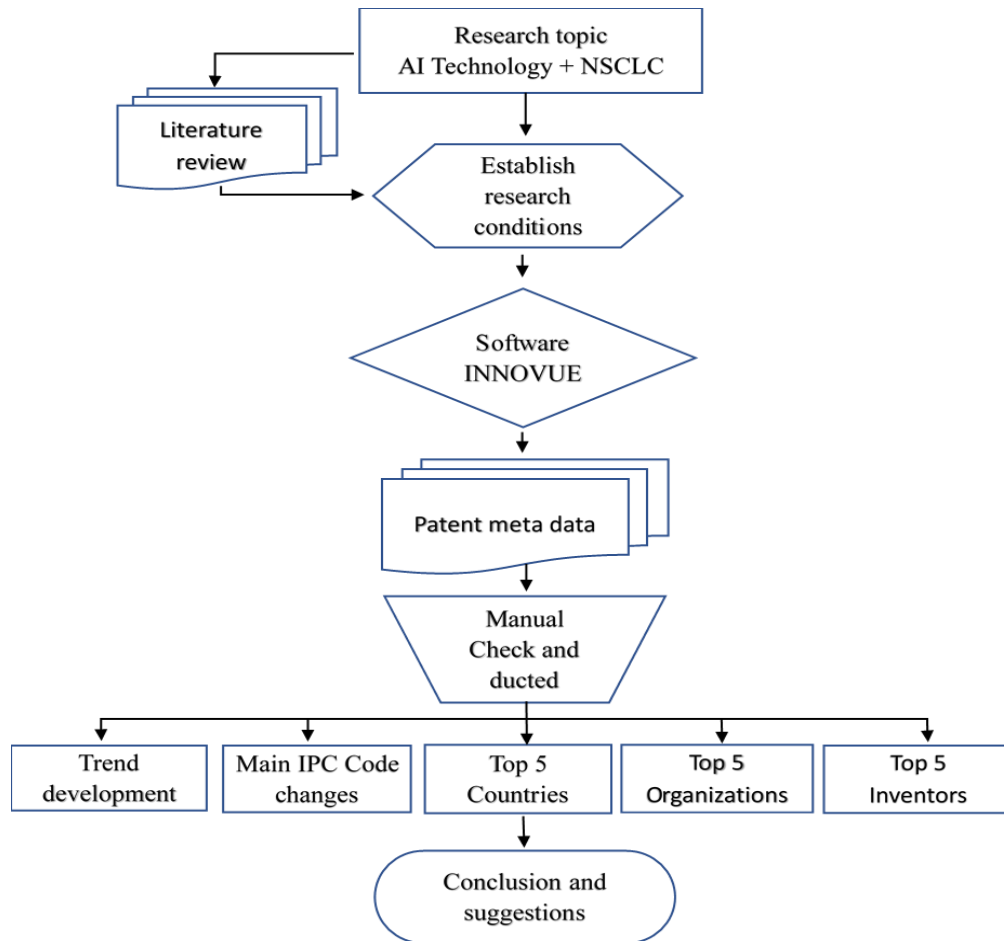 Research topic
AI Technology + NSCLC
Literature
review
Establish
research
conditions
Software
INNOVUE
Patent meta data
Manual
Check and
ducted
Trend
development
Main IPC Code
changes
Top 5
Countries
Top 5
Organizations
Top 5
Inventors
Conclusion and
suggestions